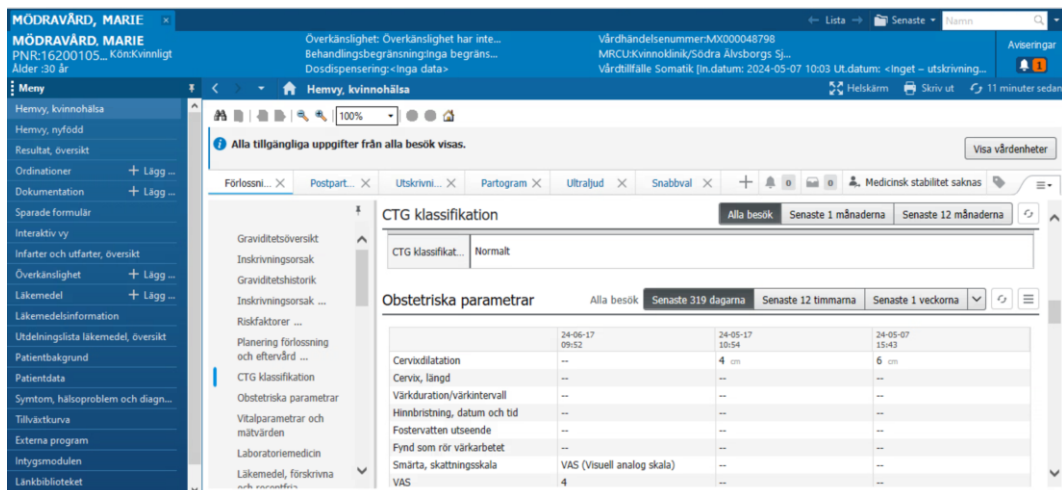 MÖDRAVÅRD, MARIE
← Lista → Senaste Namn
MÖDRAVÅRD, MARIE
PNR:16200105... Kön:Kvinnligt
Ålder :30 år
Överkänslighet: Överkänslighet har inte...
Behandlingsbegränsning:Inga begräns...
Dosdispensering:<Inga data>
Vårdhändelsenummer:MX000048798
MRCU:Kvinnoklinik/Södra Älvsborgs Sj...
Vårdtillfälle Somatik [In.datum: 2024-05-07 10:03 Ut.datum: <Inget – utskrivning...
Aviseringar
1
Meny
Hemvy, kvinnohälsa
Helskärm Skriv ut 11 minuter sedan
Hemvy, kvinnohälsa
Hemvy, nyfödd
Resultat, översikt
Ordinationer + Lägg ...
Dokumentation + Lägg ...
Sparade formulär
Interaktiv vy
Infarter och utfarter, översikt
Överkänslighet + Lägg ...
Läkemedel + Lägg ...
Läkemedelsinformation
Utdelningslista läkemedel, översikt
Patientbakgrund
Patientdata
Symtom, hälsoproblem och diagn...
Tillväxtkurva
Externa program
Intygsmodulen
Länkbiblioteket
100%
Alla tillgängliga uppgifter från alla besök visas.
Visa vårdenheter
Förlossni... Postpart... Utskrivni... Partogram Ultraljud Snabbval + 0 0 Medicinsk stabilitet saknas
Graviditetsöversikt
Inskrivningsorsak
Graviditetshistorik
Inskrivningsorsak ...
Riskfaktorer ...
Planering förlossning
och eftervård ...
CTG klassifikation
Obstetriska parametrar
Vitalparametrar och
mätvärden
Laboratoriemedicin
Läkemedel, förskrivna
och receptfria
CTG klassifikation
Alla besök Senaste 1 månaderna Senaste 12 månaderna
CTG klassifikat... Normalt
Obstetriska parametrar
Alla besök Senaste 319 dagarna Senaste 12 timmarna Senaste 1 veckorna
24-06-17 24-05-17 24-05-07
09:52 10:54 15:43
Cervixdilatation -- 4 cm 6 cm
Cervix, längd -- -- --
Värkduration/värkintervall -- -- --
Hinnbristning, datum och tid -- -- --
Fostervatten utseende -- -- --
Fynd som rör värkarbetet -- -- --
Smärta, skattningsskala VAS (Visuell analog skala) -- --
VAS 4 -- --